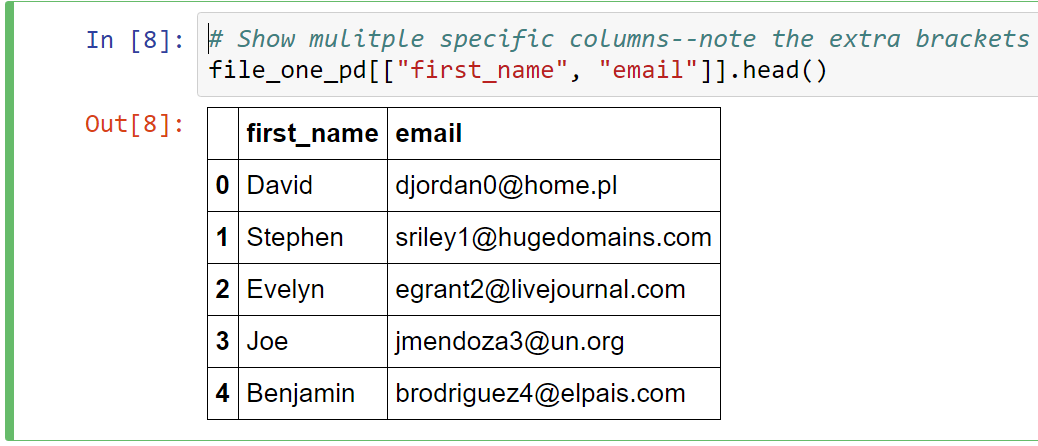 In [8]: # Show mulitple specific columns--note the extra brackets
file_one_pd[["first_name", "email"]].head()
Out[8]:
first_name email
0 David djordan0@home.pl
1 Stephen sriley1@hugedomains.com
2 Evelyn egrant2@livejournal.com
3 Joe jmendoza3@un.org
4 Benjamin brodriguez4@elpais.com